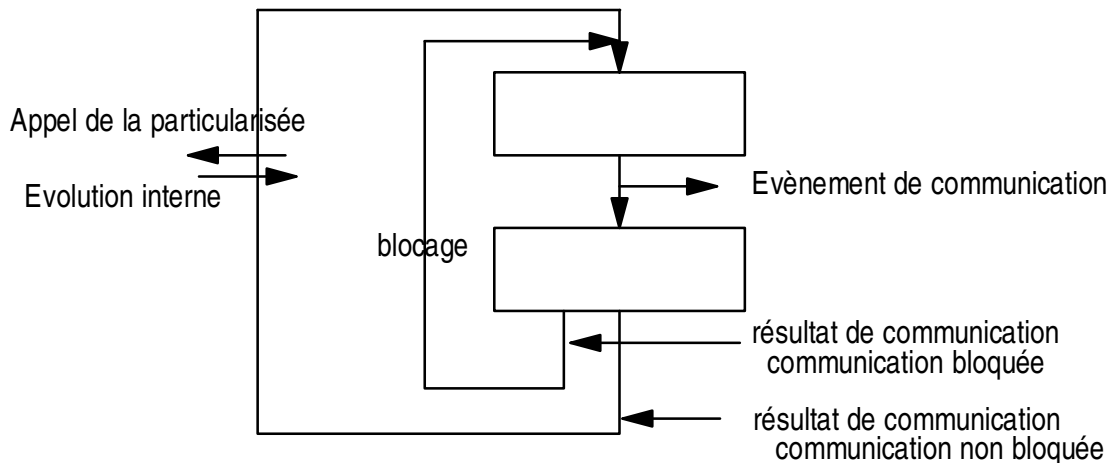 Appel de la particularisée
Evolution interne
Evènement de communication
blocage
résultat de communication
communication bloquée
résultat de communication
communication non bloquée